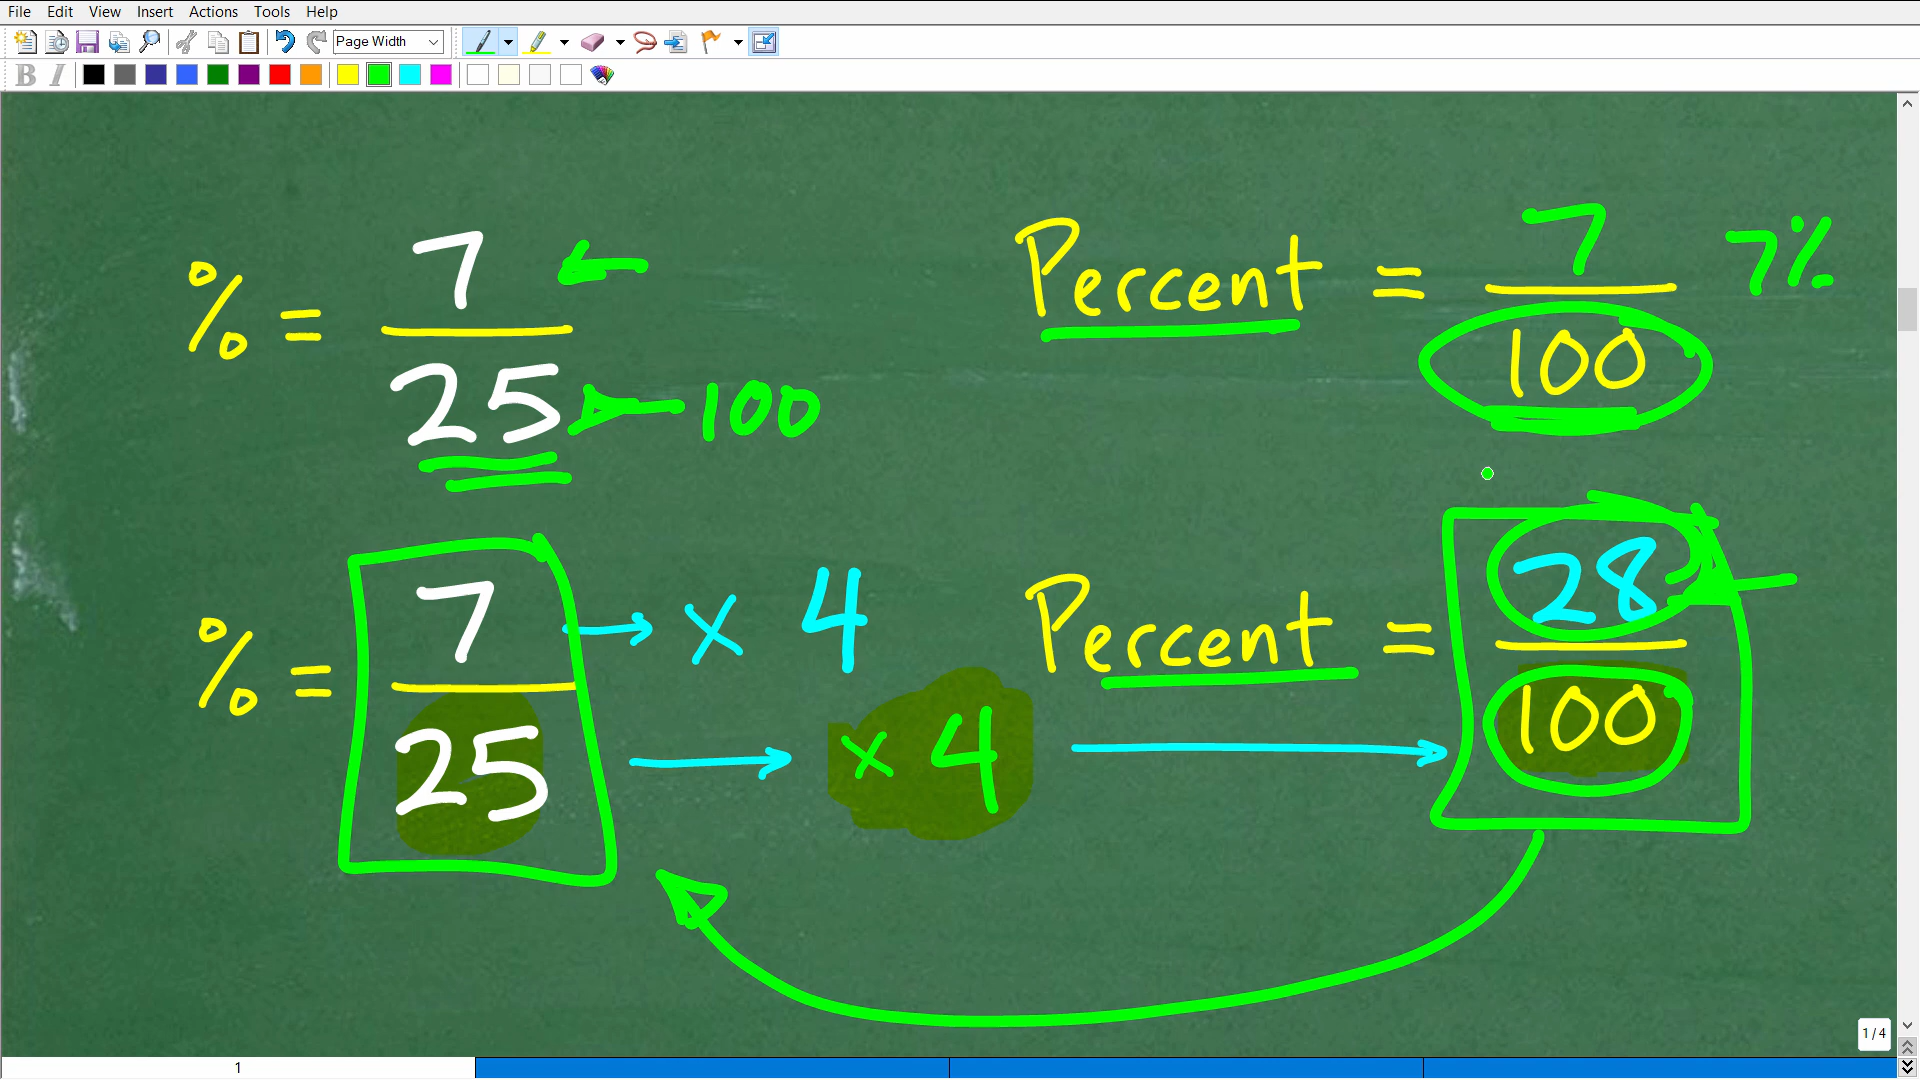 File Edit View Insert Actions Tools Help
Page Width
B I
% = 7/25 100
Percent = 7/100 7%
% = 7/25 x 4
x 4
Percent = 28/100
1 / 4
1